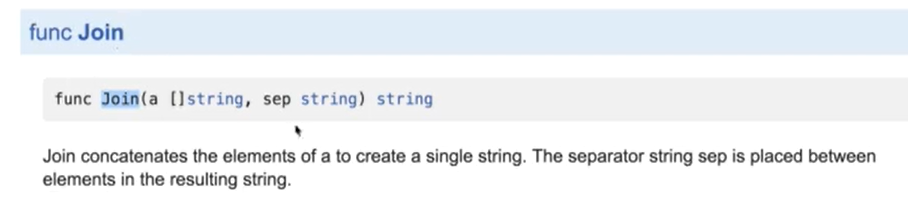 func Join
func Join(a []string, sep string) string
Join concatenates the elements of a to create a single string. The separator string sep is placed between
elements in the resulting string.